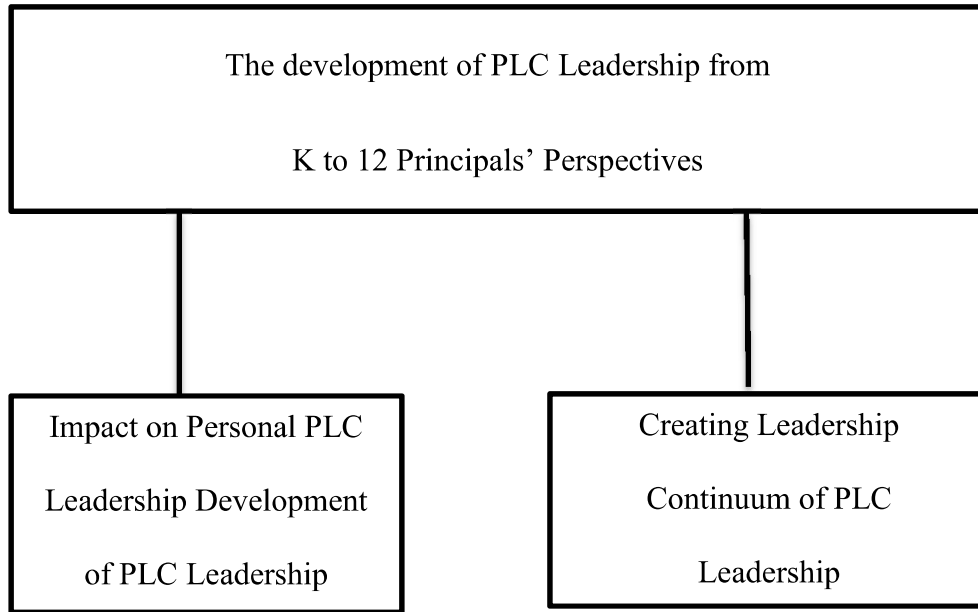 The development of PLC Leadership from
K to 12 Principals’ Perspectives
Impact on Personal PLC
Leadership Development
of PLC Leadership
Creating Leadership
Continuum of PLC
Leadership